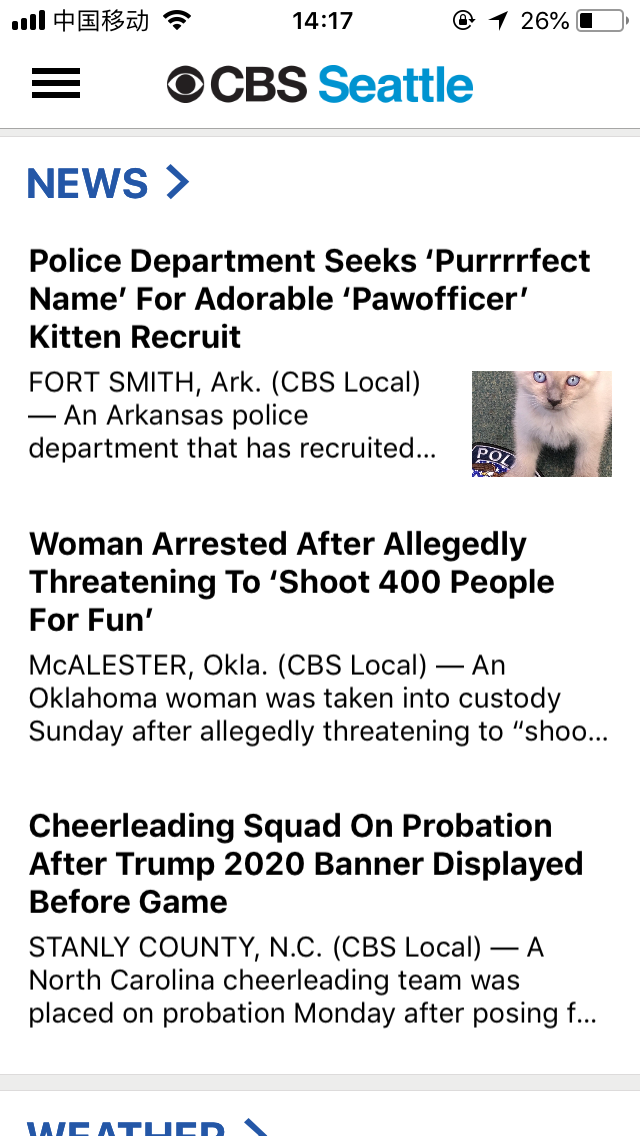 中国移动 14:17 26%
CBS Seattle
NEWS
Police Department Seeks ‘Purrrrfect
Name’ For Adorable ‘Pawofficer’
Kitten Recruit
FORT SMITH, Ark. (CBS Local)
— An Arkansas police
department that has recruited...
POL
Woman Arrested After Allegedly
Threatening To ‘Shoot 400 People
For Fun’
McALESTER, Okla. (CBS Local) — An
Oklahoma woman was taken into custody
Sunday after allegedly threatening to “shoo...
Cheerleading Squad On Probation
After Trump 2020 Banner Displayed
Before Game
STANLY COUNTY, N.C. (CBS Local) — A
North Carolina cheerleading team was
placed on probation Monday after posing f...
WEATHER